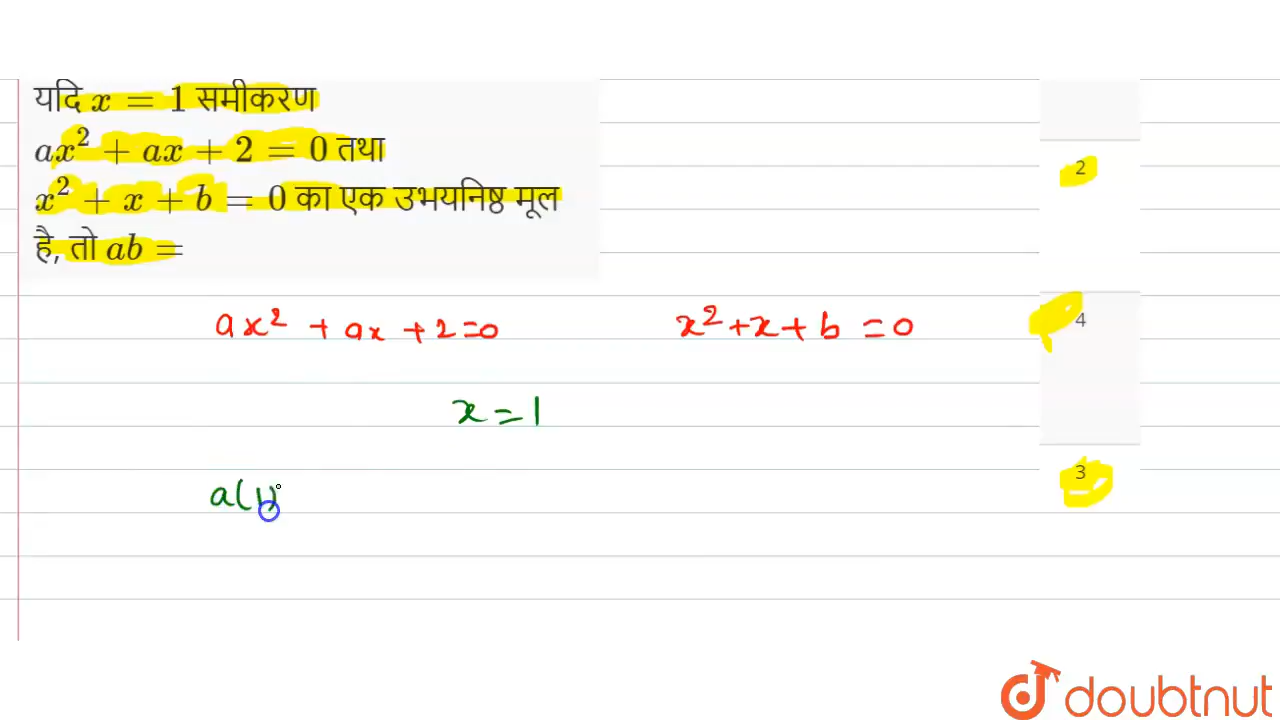 यदि x = 1 समीकरण
ax² + ax + 2 = 0 तथा
x² + x + b = 0 का एक उभयनिष्ठ मूल
है, तो ab =
2
4
3
ax² + ax + 2 = 0
x² + x + b = 0
x = 1
a(1)
doubtnut